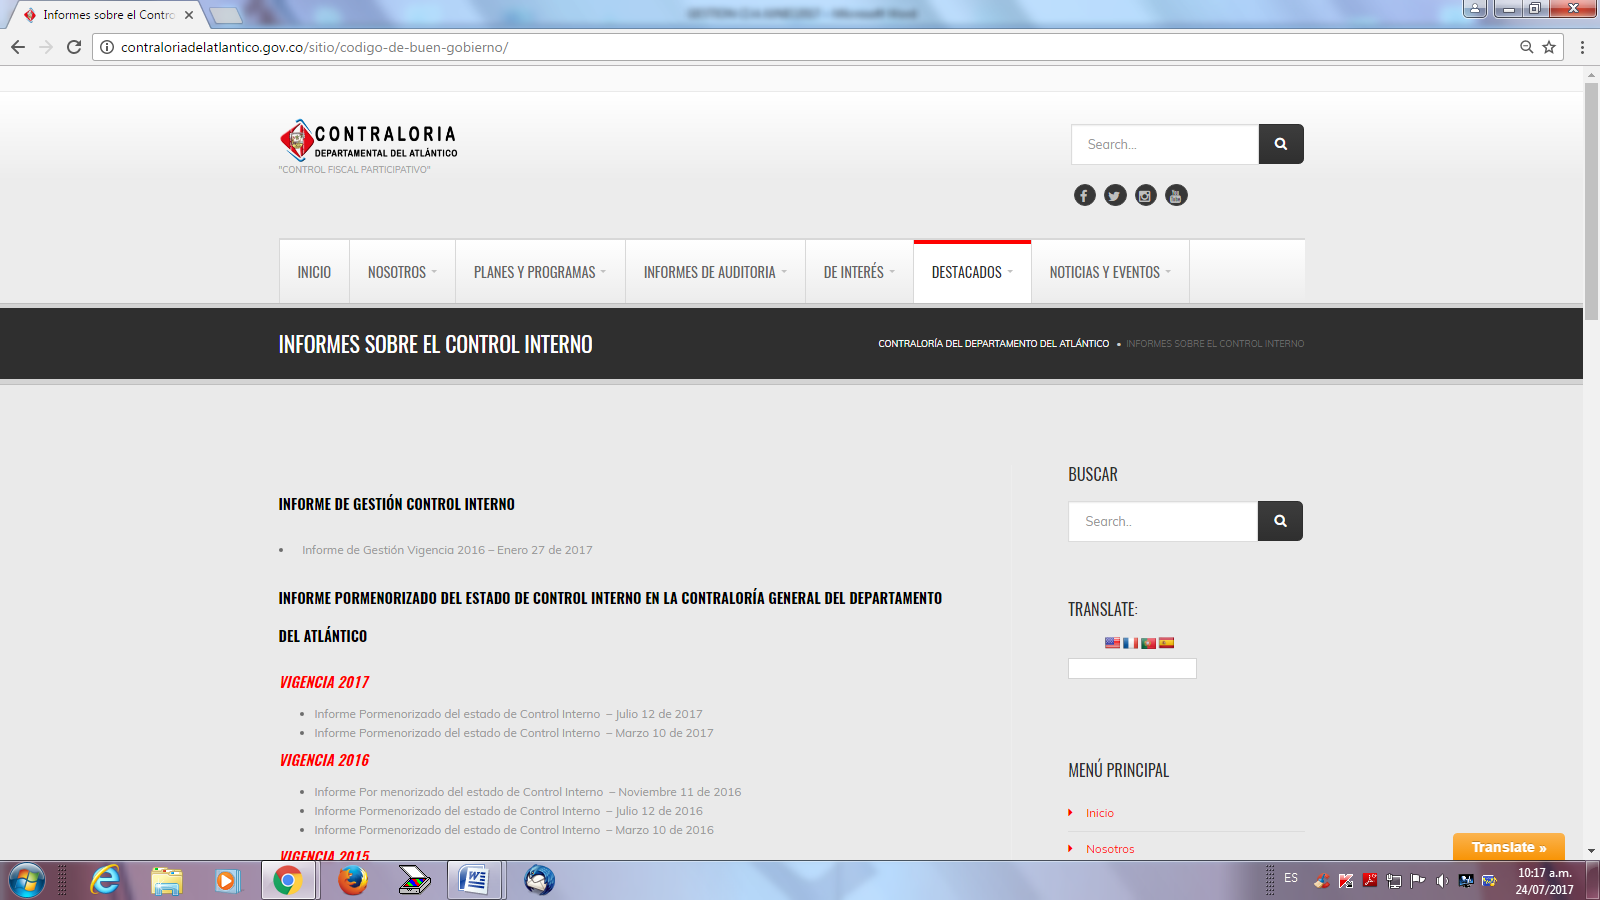 Informes sobre el Contro
contraloriadelatlantico.gov.co/sitio/codigo-de-buen-gobierno/
CONTRALORIA
DEPARTAMENTAL DEL ATLÁNTICO
"CONTROL FISCAL PARTICIPATIVO"
Search...
INICIO
NOSOTROS
PLANES Y PROGRAMAS
INFORMES DE AUDITORIA
DE INTERÉS
DESTACADOS
NOTICIAS Y EVENTOS
INFORMES SOBRE EL CONTROL INTERNO
CONTRALORÍA DEL DEPARTAMENTO DEL ATLÁNTICO • INFORMES SOBRE EL CONTROL INTERNO
INFORME DE GESTIÓN CONTROL INTERNO
• Informe de Gestión Vigencia 2016 – Enero 27 de 2017
INFORME PORMENORIZADO DEL ESTADO DE CONTROL INTERNO EN LA CONTRALORÍA GENERAL DEL DEPARTAMENTO
DEL ATLÁNTICO
VIGENCIA 2017
• Informe Pormenorizado del estado de Control Interno – Julio 12 de 2017
• Informe Pormenorizado del estado de Control Interno – Marzo 10 de 2017
VIGENCIA 2016
• Informe Por menorizado del estado de Control Interno – Noviembre 11 de 2016
• Informe Pormenorizado del estado de Control Interno – Julio 12 de 2016
• Informe Pormenorizado del estado de Control Interno – Marzo 10 de 2016
VIGENCIA 2015
BUSCAR
Search..
TRANSLATE:
MENÚ PRINCIPAL
Inicio
Nosotros
Translate »
ES
10:17 a.m.
24/07/2017